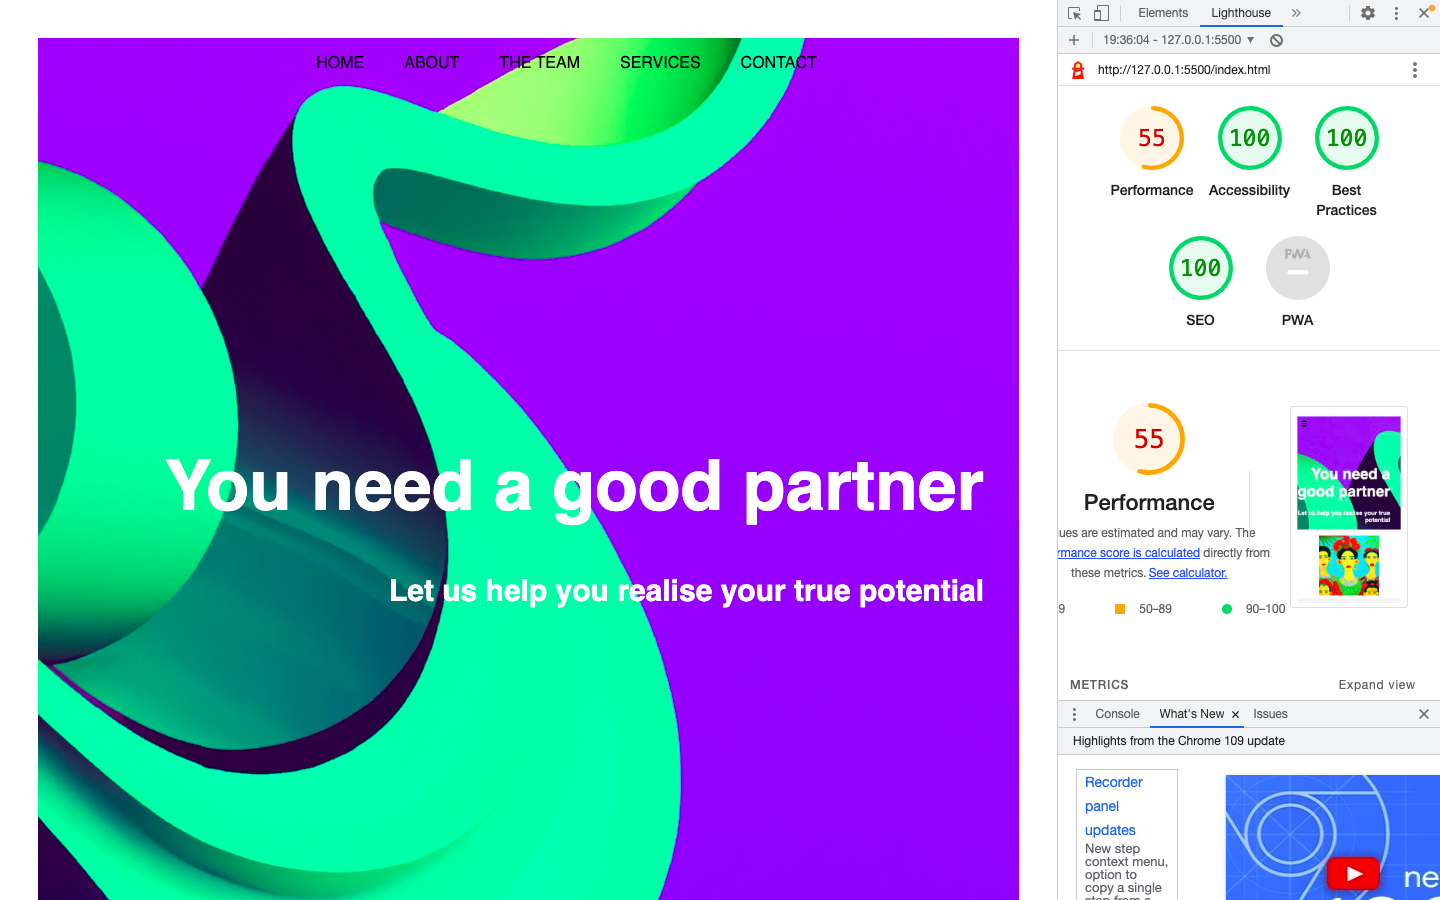 HOME ABOUT THE TEAM SERVICES CONTACT
You need a good partner
Let us help you realise your true potential
Elements Lighthouse »
19:36:04 - 127.0.0.1:5500 ▼
http://127.0.0.1:5500/index.html
55 100 100
Performance Accessibility Best Practices
100 PWA
SEO PWA
55
Performance
ues are estimated and may vary. The
rmance score is calculated directly from
these metrics. See calculator.
9 50–89 90–100
You need a
good partner
Let us help you realise your true
potential
METRICS Expand view
Console What's New × Issues
Highlights from the Chrome 109 update
Recorder
panel
updates
New step
context menu,
option to
copy a single
step from a
ne